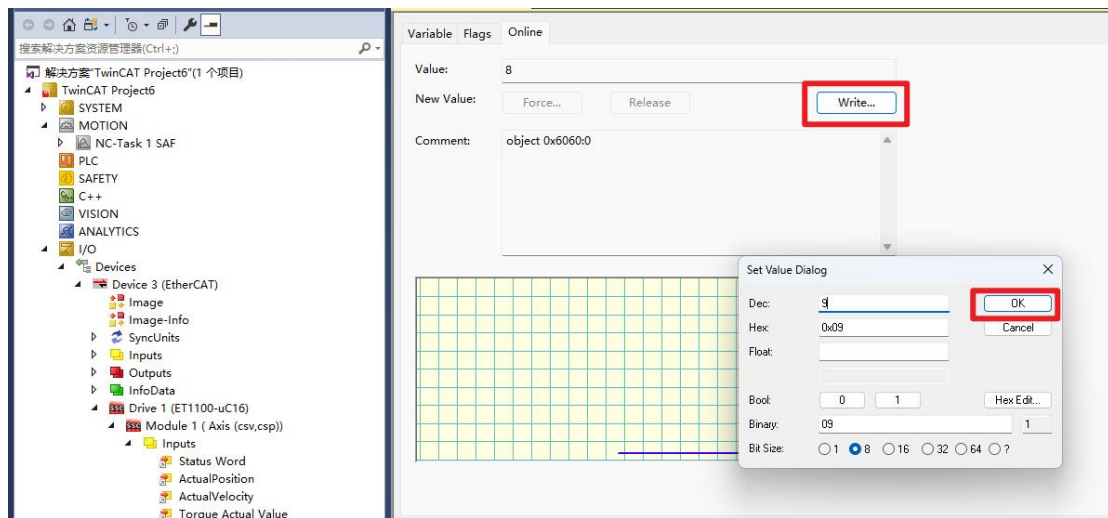 搜索解决方案资源管理器(Ctrl+;)
解决方案"TwinCAT Project6"(1 个项目)
TwinCAT Project6
SYSTEM
MOTION
NC-Task 1 SAF
PLC
SAFETY
C++
VISION
ANALYTICS
I/O
Devices
Device 3 (EtherCAT)
Image
Image-Info
SyncUnits
Inputs
Outputs
InfoData
Drive 1 (ET1100-uC16)
Module 1 ( Axis (csv,csp))
Inputs
Status Word
ActualPosition
ActualVelocity
Torque Actual Value
Variable Flags Online
Value: 8
New Value: Force... Release Write...
Comment: object 0x6060:0
Set Value Dialog
Dec: 9 OK
Hex: 0x09 Cancel
Float:
Bool: 0 1 Hex Edit...
Binary: 09 1
Bit Size: 1 8 16 32 64 ?